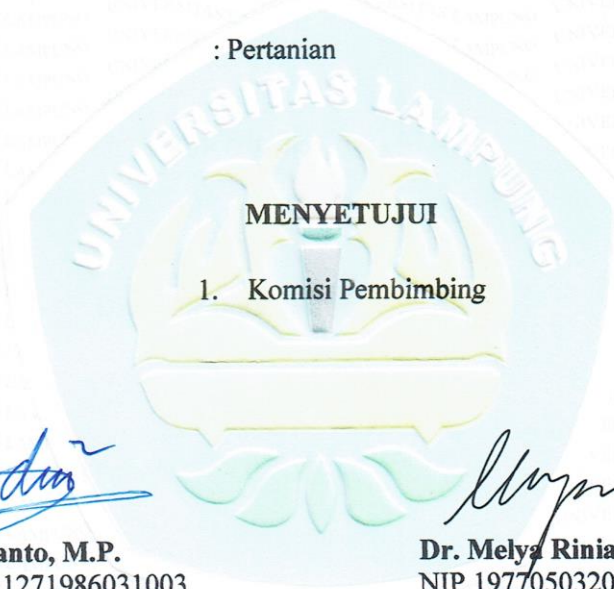 : Pertanian
UNIVERSITAS LAMPUNG
MENYETUJUI
1. Komisi Pembimbing
anto, M.P.
Dr. Melya Rinia
1271986031003
NIP 1977050320